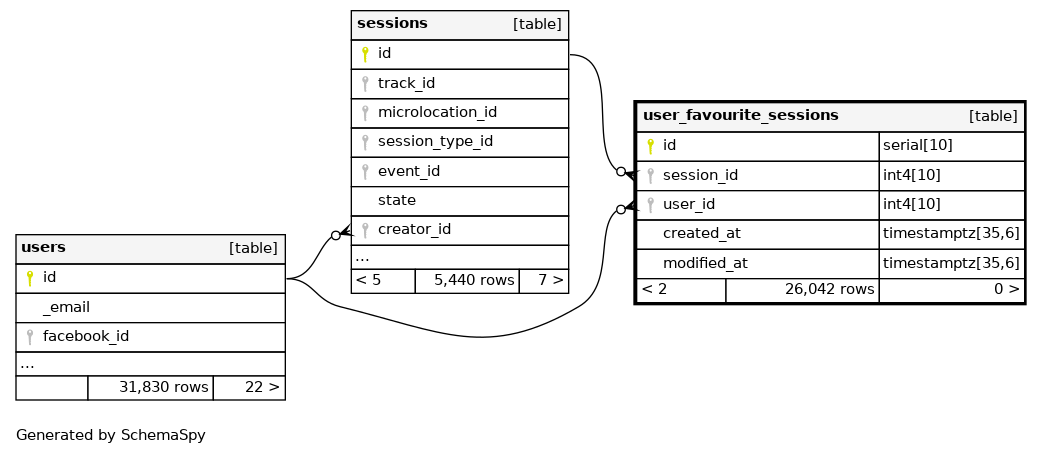 sessions [table]
id
track_id
microlocation_id
session_type_id
event_id
state
creator_id
...
< 5 5,440 rows 7 >
user_favourite_sessions [table]
id serial[10]
session_id int4[10]
user_id int4[10]
created_at timestamptz[35,6]
modified_at timestamptz[35,6]
< 2 26,042 rows 0 >
users [table]
id
_email
facebook_id
...
31,830 rows 22 >
Generated by SchemaSpy